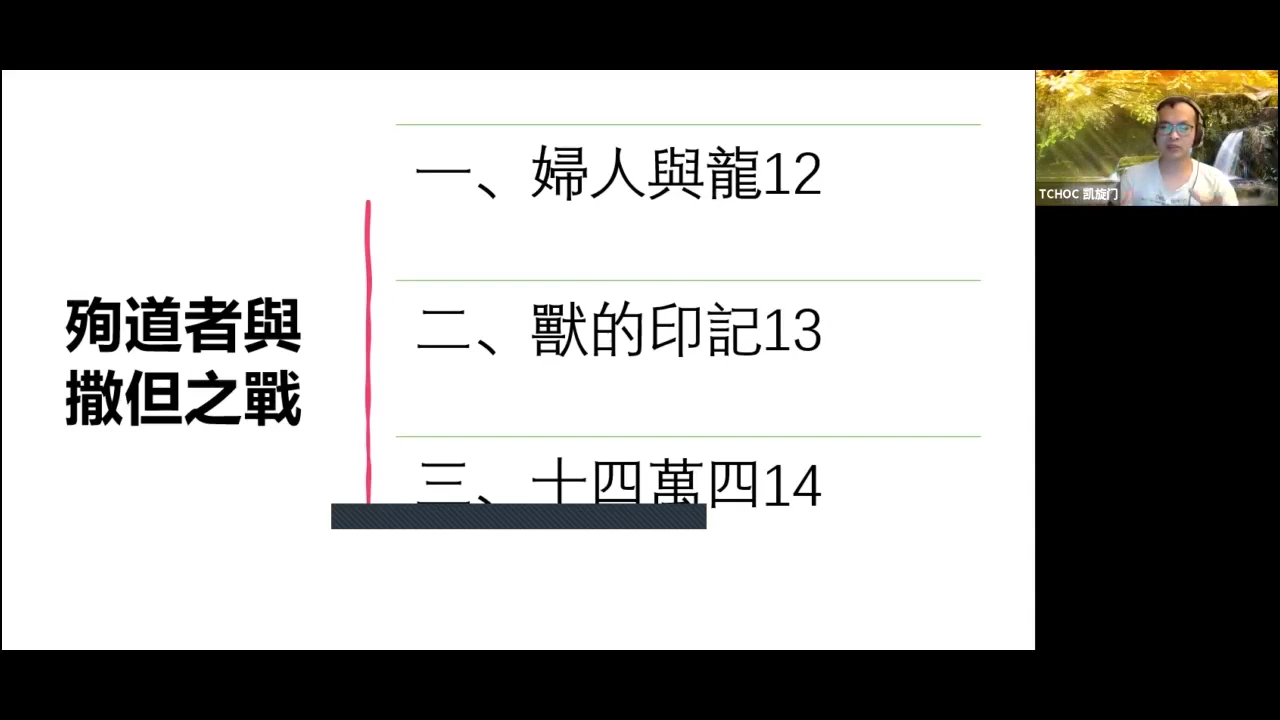 殉道者與
撒但之戰
一、婦人與龍12
二、獸的印記13
三、十四萬四14
TCHOC 凯旋门